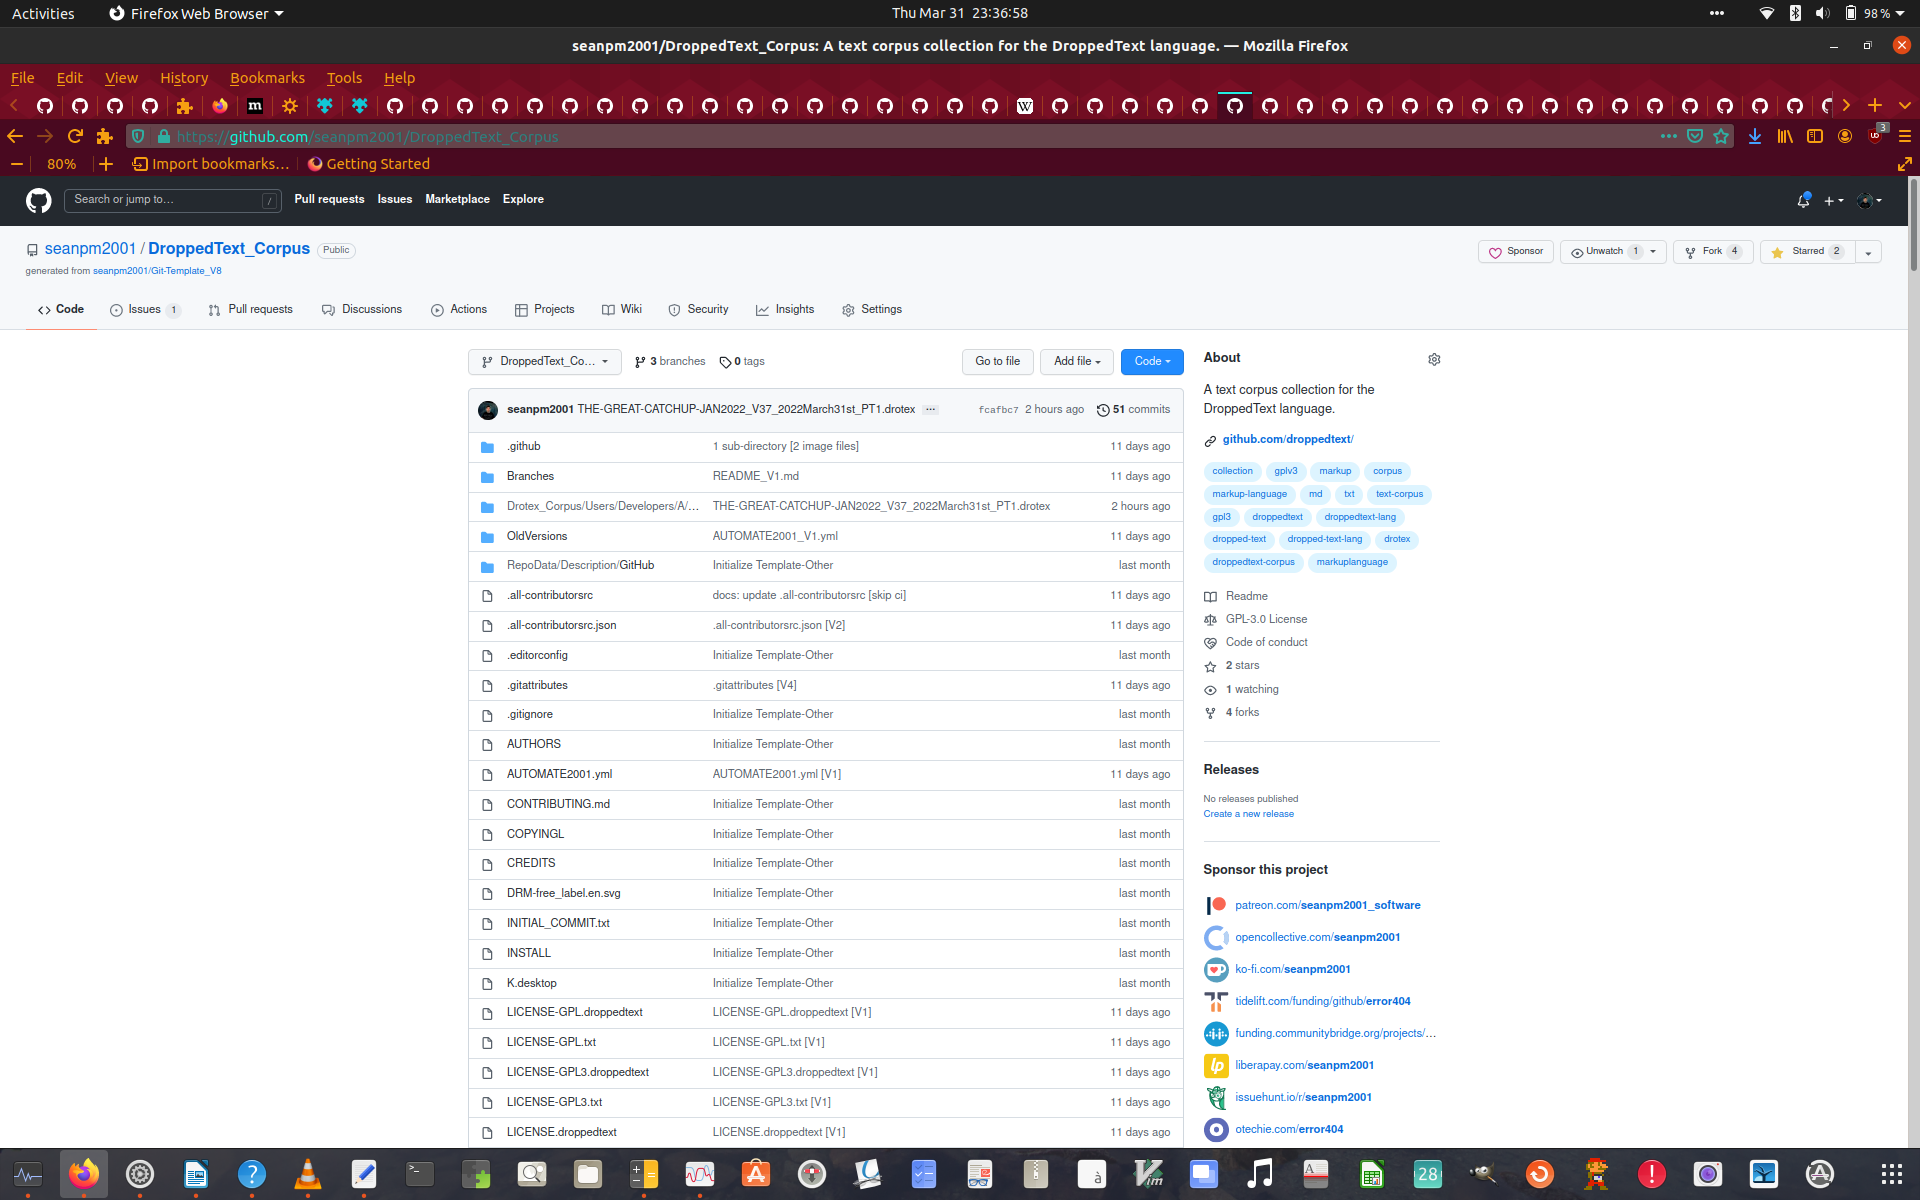 Activities
Firefox Web Browser
Thu Mar 31 23:36:58
98 %
seanpm2001/DroppedText_Corpus: A text corpus collection for the DroppedText language. — Mozilla Firefox
File Edit View History Bookmarks Tools Help
https://github.com/seanpm2001/DroppedText_Corpus
3
80%
Import bookmarks…
Getting Started
Search or jump to…
/
Pull requests Issues Marketplace Explore
seanpm2001 / DroppedText_Corpus Public
Sponsor
Unwatch 1
Fork 4
Starred 2
generated from seanpm2001/Git-Template_V8
Code
Issues 1
Pull requests
Discussions
Actions
Projects
Wiki
Security
Insights
Settings
DroppedText_Co…
3 branches
0 tags
Go to file
Add file
Code
seanpm2001 THE-GREAT-CATCHUP-JAN2022_V37_2022March31st_PT1.drotex ··· fcafbc7 2 hours ago 51 commits
.github 1 sub-directory [2 image files] 11 days ago
Branches README_V1.md 11 days ago
Drotex_Corpus/Users/Developers/A/… THE-GREAT-CATCHUP-JAN2022_V37_2022March31st_PT1.drotex 2 hours ago
OldVersions AUTOMATE2001_V1.yml 11 days ago
RepoData/Description/GitHub Initialize Template-Other last month
.all-contributorsrc docs: update .all-contributorsrc [skip ci] 11 days ago
.all-contributorsrc.json .all-contributorsrc.json [V2] 11 days ago
.editorconfig Initialize Template-Other last month
.gitattributes .gitattributes [V4] 11 days ago
.gitignore Initialize Template-Other last month
AUTHORS Initialize Template-Other last month
AUTOMATE2001.yml AUTOMATE2001.yml [V1] 11 days ago
CONTRIBUTING.md Initialize Template-Other last month
COPYINGL Initialize Template-Other last month
CREDITS Initialize Template-Other last month
DRM-free_label.en.svg Initialize Template-Other last month
INITIAL_COMMIT.txt Initialize Template-Other last month
INSTALL Initialize Template-Other last month
K.desktop Initialize Template-Other last month
LICENSE-GPL.droppedtext LICENSE-GPL.droppedtext [V1] 11 days ago
LICENSE-GPL.txt LICENSE-GPL.txt [V1] 11 days ago
LICENSE-GPL3.droppedtext LICENSE-GPL3.droppedtext [V1] 11 days ago
LICENSE-GPL3.txt LICENSE-GPL3.txt [V1] 11 days ago
LICENSE.droppedtext LICENSE.droppedtext [V1] 11 days ago
About
A text corpus collection for the
DroppedText language.
github.com/droppedtext/
collection gplv3 markup corpus
markup-language md txt text-corpus
gpl3 droppedtext droppedtext-lang
dropped-text dropped-text-lang drotex
droppedtext-corpus markuplanguage
Readme
GPL-3.0 License
Code of conduct
2 stars
1 watching
4 forks
Releases
No releases published
Create a new release
Sponsor this project
patreon.com/seanpm2001_software
opencollective.com/seanpm2001
ko-fi.com/seanpm2001
tidelift.com/funding/github/error404
funding.communitybridge.org/projects/…
liberapay.com/seanpm2001
issuehunt.io/r/seanpm2001
otechie.com/error404
28